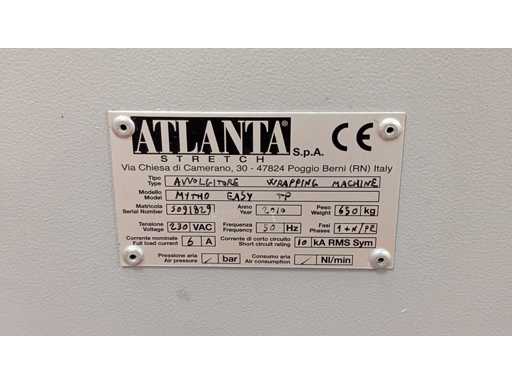 ATLANTA® S.p.A. CE
STRETCH
Via Chiesa di Camerano, 30 - 47824 Poggio Berni (RN) Italy
Tipo Type AVVOLGITORE WRAPPING MACHINE
Modello Model MYTHO EASY TP
Matricola Serial Number 3091829 Anno Year 2010 Peso Weight 650 kg
Tensione Voltage 230 VAC Frequenza Frequency 50 Hz Fasi Phases 1+N/PE
Corrente nominale Full load current 6 A Corrente di corto circuito Short circuit rating 10 kA RMS Sym
Pressione aria Air pressure / bar Consumo aria Air consumption / Nl/min